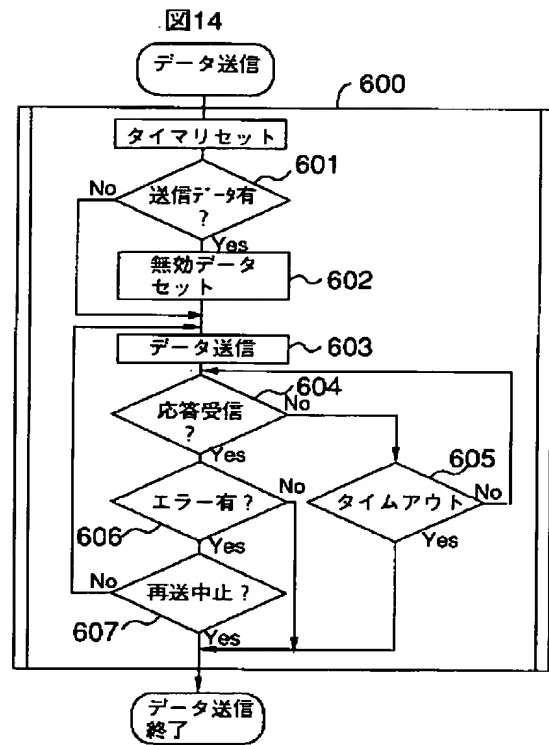 図14
データ送信
600
タイマリセット
601
No
送信データ有
?
Yes
無効データ
セット
602
データ送信
603
604
応答受信
?
No
Yes
605
タイムアウト
No
Yes
エラー有?
No
606
Yes
No
再送中止?
607
Yes
データ送信
終了